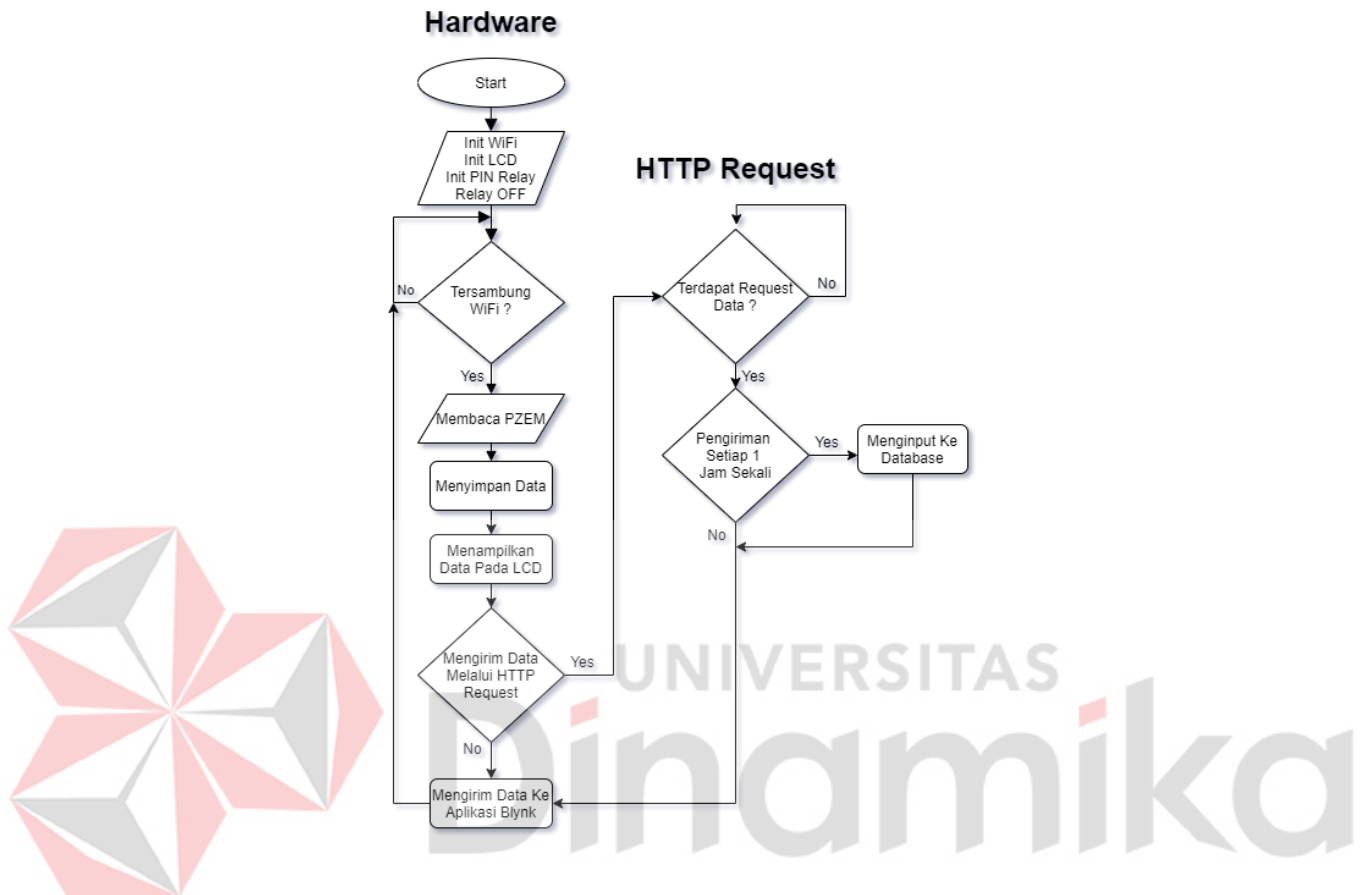 Hardware
Start
Init WiFi
Init LCD
Init PIN Relay
Relay OFF
Tersambung
WiFi ?
No
Yes
Membaca PZEM
Menyimpan Data
Menampilkan
Data Pada LCD
Mengirim Data
Melalui HTTP
Request
Yes
No
Mengirim Data Ke
Aplikasi Blynk
HTTP Request
Terdapat Request
Data ?
No
Yes
Pengiriman
Setiap 1
Jam Sekali
Yes
Menginput Ke
Database
No
UNIVERSITAS
Dinamika